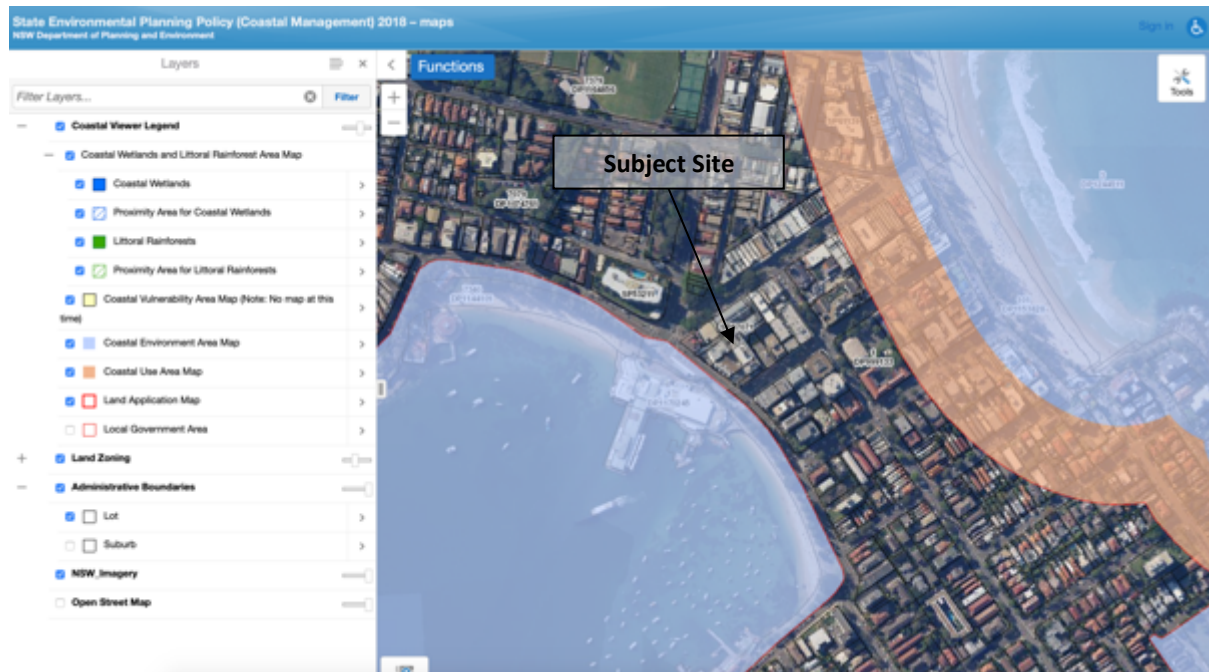 State Environmental Planning Policy (Coastal Management) 2018 – maps
NSW Department of Planning and Environment
Sign in
Layers
Functions
Filter Layers...
Filter
Tools
Coastal Viewer Legend
Coastal Wetlands and Littoral Rainforest Area Map
Coastal Wetlands
Proximity Area for Coastal Wetlands
Littoral Rainforests
Proximity Area for Littoral Rainforests
Coastal Vulnerability Area Map (Note: No map at this
time)
Coastal Environment Area Map
Coastal Use Area Map
Land Application Map
Local Government Area
Land Zoning
Administrative Boundaries
Lot
Suburb
NSW_Imagery
Open Street Map
Subject Site